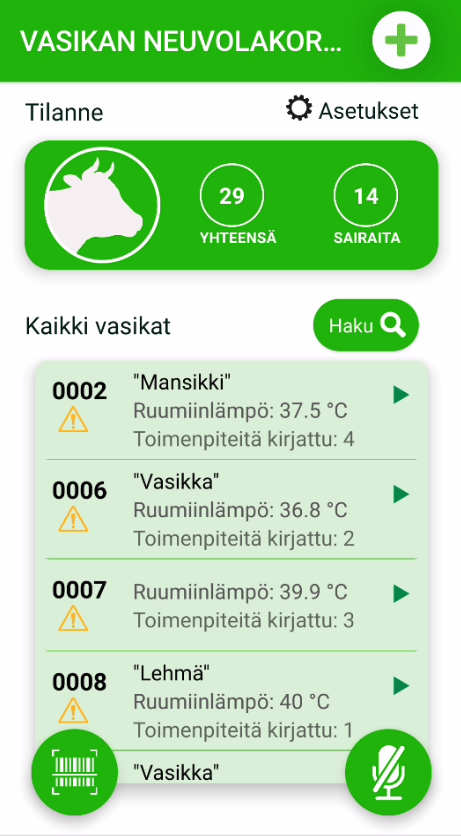 VASIKAN NEUVOLAKOR...
Tilanne
Asetukset
29
YHTEENSÄ
14
SAIRAITA
Kaikki vasikat
Haku
0002
"Mansikki"
Ruumiinlämpö: 37.5 °C
Toimenpiteitä kirjattu: 4
0006
"Vasikka"
Ruumiinlämpö: 36.8 °C
Toimenpiteitä kirjattu: 2
0007
Ruumiinlämpö: 39.9 °C
Toimenpiteitä kirjattu: 3
0008
"Lehmä"
Ruumiinlämpö: 40 °C
Toimenpiteitä kirjattu: 1
"Vasikka"